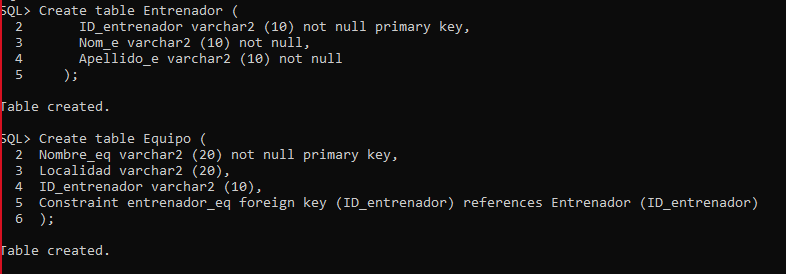 SQL> Create table Entrenador (
  2       ID_entrenador varchar2 (10) not null primary key,
  3       Nom_e varchar2 (10) not null,
  4       Apellido_e varchar2 (10) not null
  5     );
Table created.
SQL> Create table Equipo (
  2  Nombre_eq varchar2 (20) not null primary key,
  3  Localidad varchar2 (20),
  4  ID_entrenador varchar2 (10),
  5  Constraint entrenador_eq foreign key (ID_entrenador) references Entrenador (ID_entrenador)
  6  );
Table created.